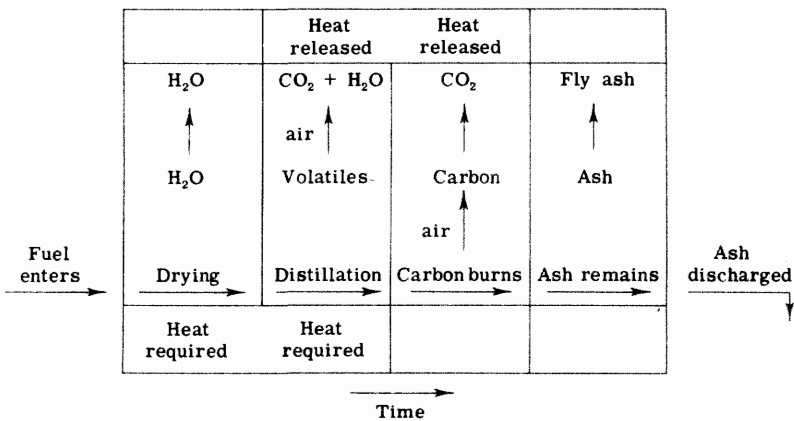 Heat released
Heat released
H₂O
CO₂ + H₂O
CO₂
Fly ash
air
H₂O
Volatiles
Carbon
Ash
air
Fuel enters
Drying
Distillation
Carbon burns
Ash remains
Ash discharged
Heat required
Heat required
Time